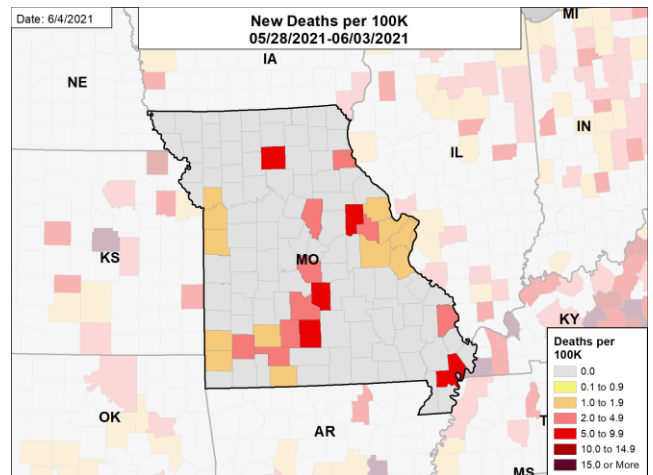 Date: 6/4/2021
New Deaths per 100K
05/28/2021-06/03/2021
MI
IA
NE
IL
IN
KS
MO
KY
OK
AR
T
MS
Deaths per
100K
0.0
0.1 to 0.9
1.0 to 1.9
2.0 to 4.9
5.0 to 9.9
10.0 to 14.9
15.0 or More